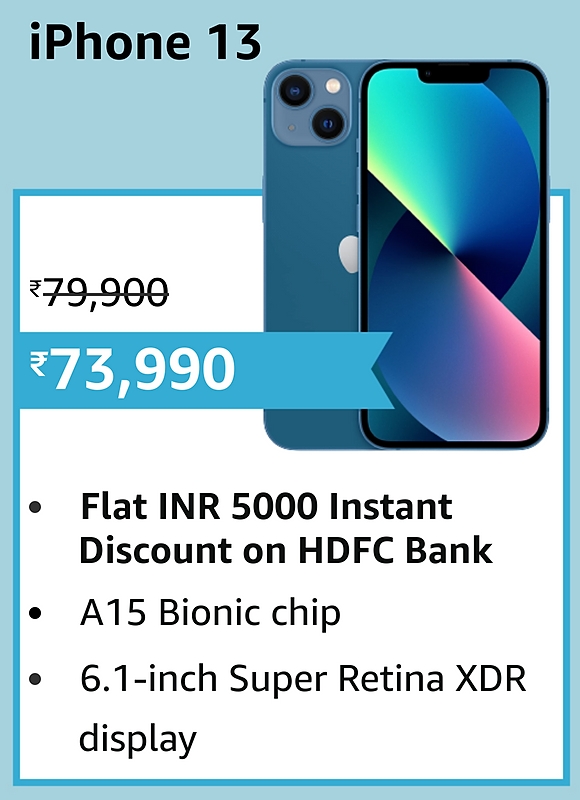 iPhone 13
₹79,900
₹73,990
• Flat INR 5000 Instant
Discount on HDFC Bank
• A15 Bionic chip
• 6.1-inch Super Retina XDR
display